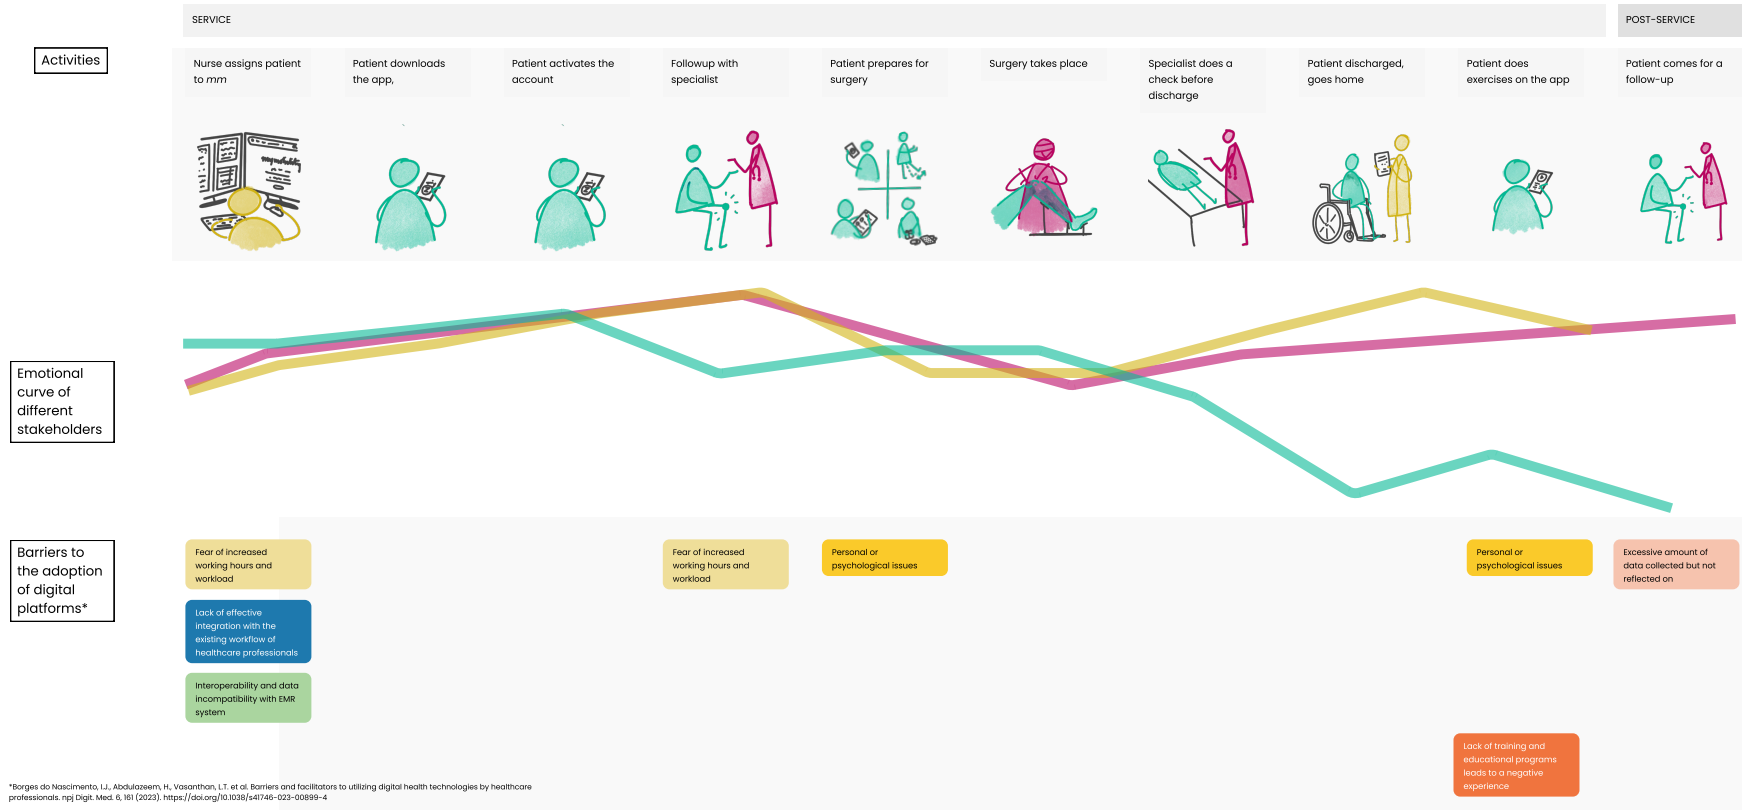 SERVICE
POST-SERVICE
Activities
Nurse assigns patient
to mm
Patient downloads
the app,
Patient activates the
account
Followup with
specialist
Patient prepares for
surgery
Surgery takes place
Specialist does a
check before
discharge
Patient discharged,
goes home
Patient does
exercises on the app
Patient comes for a
follow-up
mymobility
Emotional
curve of
different
stakeholders
Barriers to
the adoption
of digital
platforms*
Fear of increased
working hours and
workload
Lack of effective
integration with the
existing workflow of
healthcare professionals
Interoperability and data
incompatibility with EMR
system
Fear of increased
working hours and
workload
Personal or
psychological issues
Personal or
psychological issues
Lack of training and
educational programs
leads to a negative
experience
Excessive amount of
data collected but not
reflected on
*Borges do Nascimento, I.J., Abdulazeem, H., Vasanthan, L.T. et al. Barriers and facilitators to utilizing digital health technologies by healthcare
professionals. npj Digit. Med. 6, 161 (2023). https://doi.org/10.1038/s41746-023-00899-4